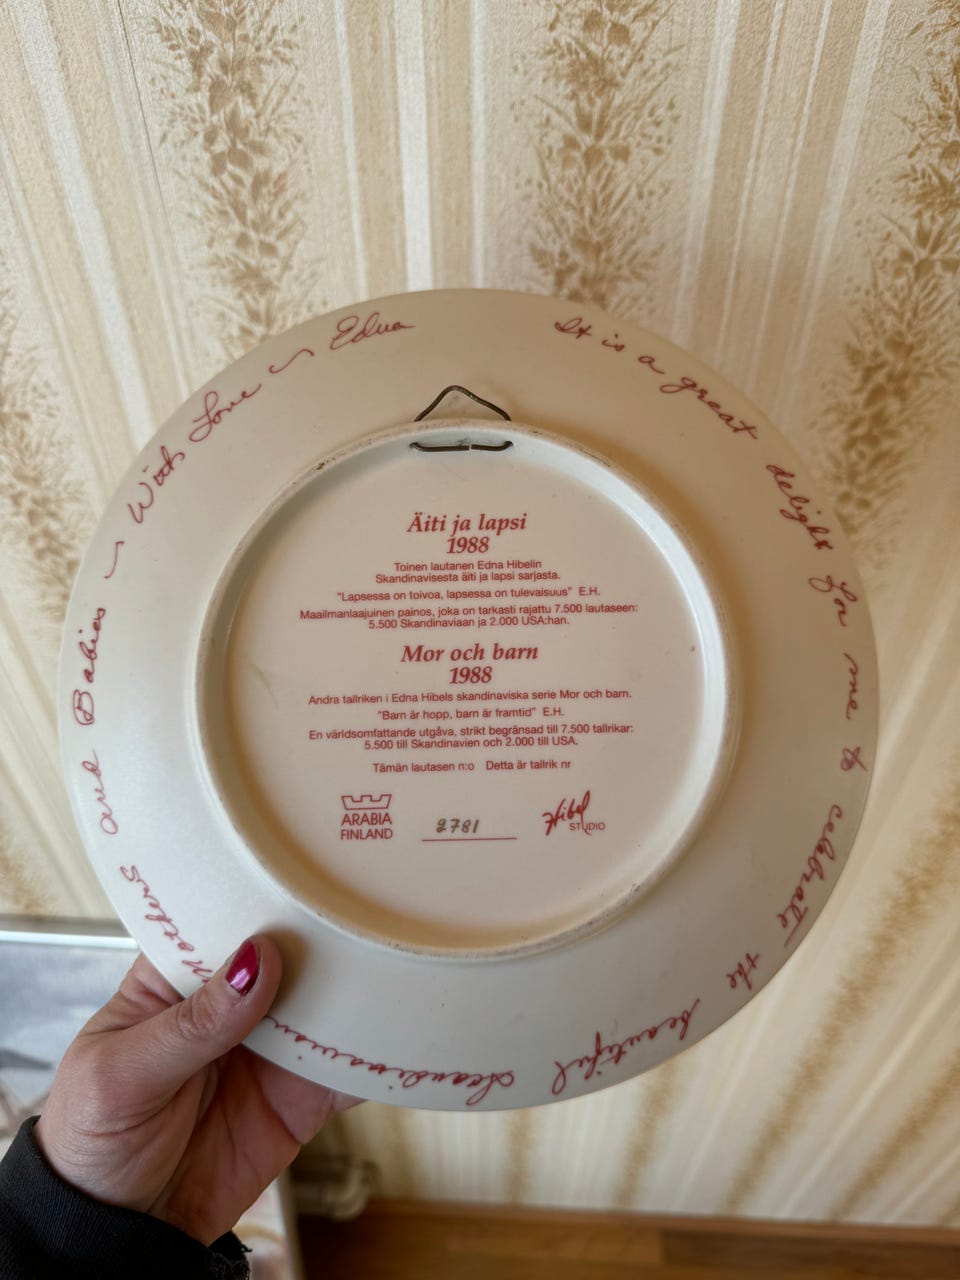 It is a great delight for me to celebrate the beautiful Scandinavian Mothers and Babies ~ With Love ~ Edna
Äiti ja lapsi
1988
Toinen lautanen Edna Hibelin
Skandinavisesta äiti ja lapsi sarjasta.
"Lapsessa on toivoa, lapsessa on tulevaisuus" E.H.
Maailmanlaajuinen painos, joka on tarkasti rajattu 7.500 lautaseen:
5.500 Skandinaviaan ja 2.000 USA:han.
Mor och barn
1988
Andra tallriken i Edna Hibels skandinaviska serie Mor och barn.
"Barn är hopp, barn är framtid" E.H.
En världsomfattande utgåva, strikt begränsad till 7.500 tallrikar:
5.500 till Skandinavien och 2.000 till USA.
Tämän lautasen n:o Detta är tallrik nr
ARABIA
FINLAND
2781
Hibel
STUDIO